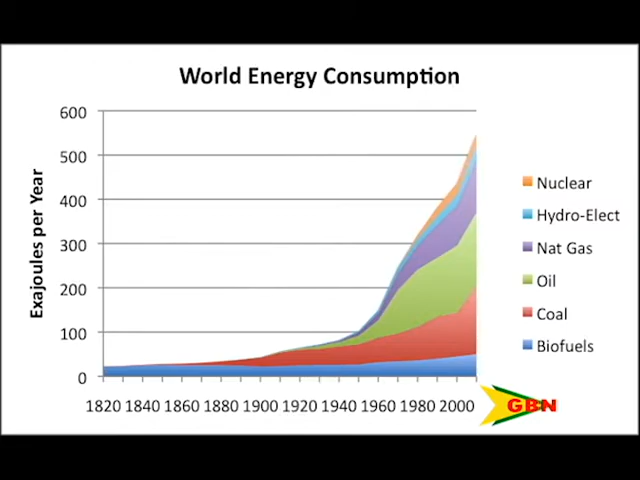 World Energy Consumption
Exajoules per Year
600
500
400
300
200
100
0
1820 1840 1860 1880 1900 1920 1940 1960 1980 2000
Nuclear
Hydro-Elect
Nat Gas
Oil
Coal
Biofuels
GBN